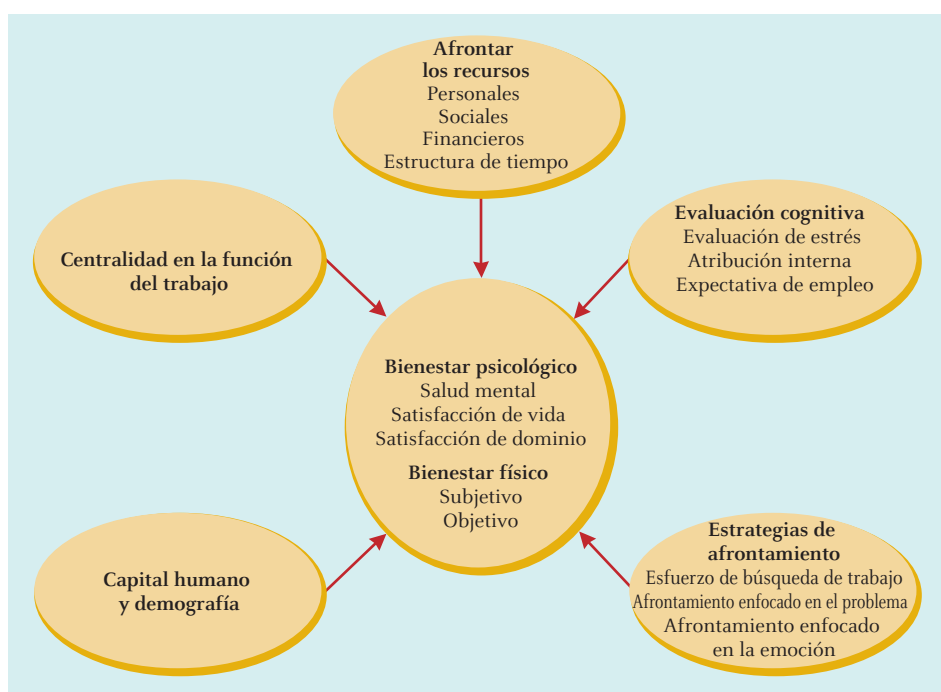 Afrontar
los recursos
Personales
Sociales
Financieros
Estructura de tiempo
Centralidad en la función
del trabajo
Evaluación cognitiva
Evaluación de estrés
Atribución interna
Expectativa de empleo
Bienestar psicológico
Salud mental
Satisfacción de vida
Satisfacción de dominio
Bienestar físico
Subjetivo
Objetivo
Capital humano
y demografía
Estrategias de
afrontamiento
Esfuerzo de búsqueda de trabajo
Afrontamiento enfocado en el problema
Afrontamiento enfocado
en la emoción